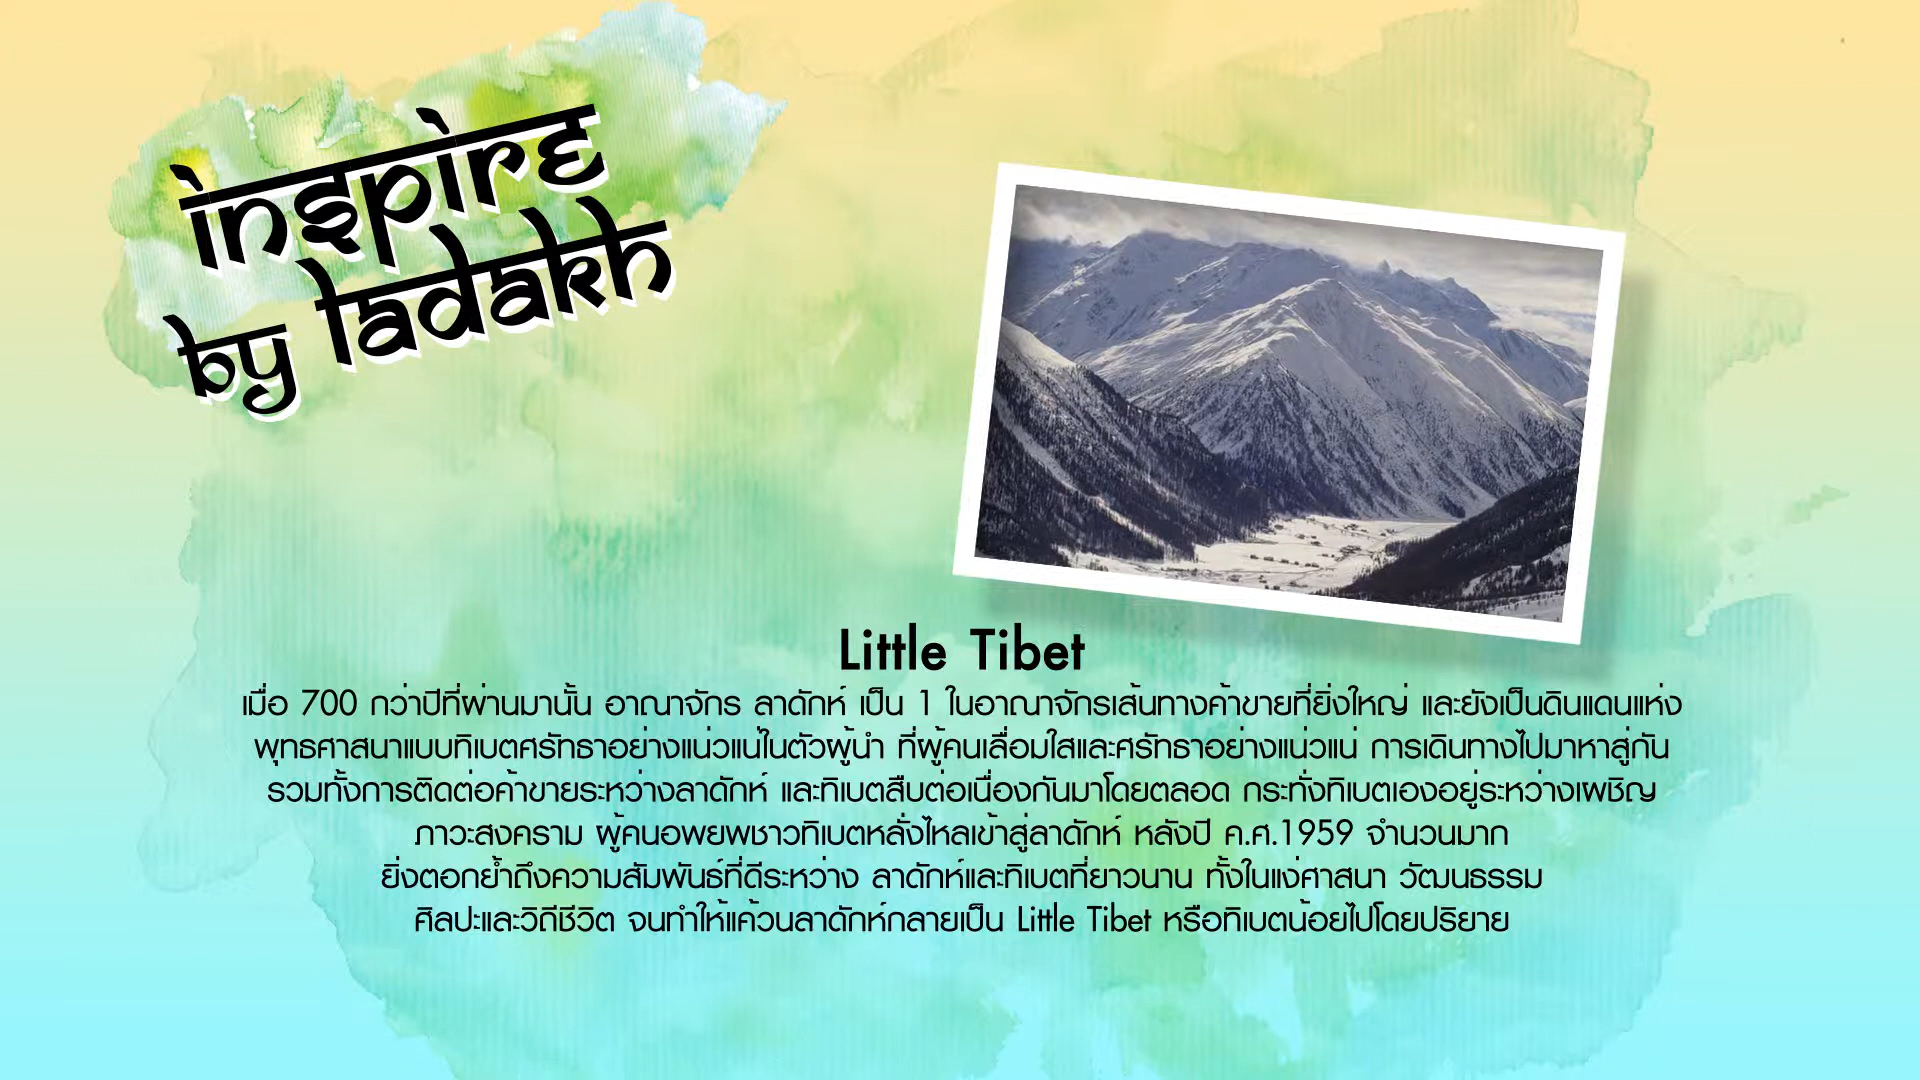 inspire
by ladakh
Little Tibet
เมื่อ 700 กว่าปีที่ผ่านมานั้น อาณาจักร ลาดักห์ เป็น 1 ในอาณาจักรเส้นทางค้าขายที่ยิ่งใหญ่ และยังเป็นดินแดนแห่ง
พุทธศาสนาแบบทิเบตศรัทธาอย่างแน่วแน่ในตัวผู้นำ ที่ผู้คนเลื่อมใสและศรัทธาอย่างแน่วแน่ การเดินทางไปมาหาสู่กัน
รวมทั้งการติดต่อค้าขายระหว่างลาดักห์ และทิเบตสืบต่อเนื่องกันมาโดยตลอด กระทั่งทิเบตเองอยู่ระหว่างเผชิญ
ภาวะสงคราม ผู้คนอพยพชาวทิเบตหลั่งไหลเข้าสู่ลาดักห์ หลังปี ค.ศ.1959 จำนวนมาก
ยิ่งตอกย้ำถึงความสัมพันธ์ที่ดีระหว่าง ลาดักห์และทิเบตที่ยาวนาน ทั้งในแง่ศาสนา วัฒนธรรม
ศิลปะและวิถีชีวิต จนทำให้แค้วนลาดักห์กลายเป็น Little Tibet หรือทิเบตน้อยไปโดยปริยาย